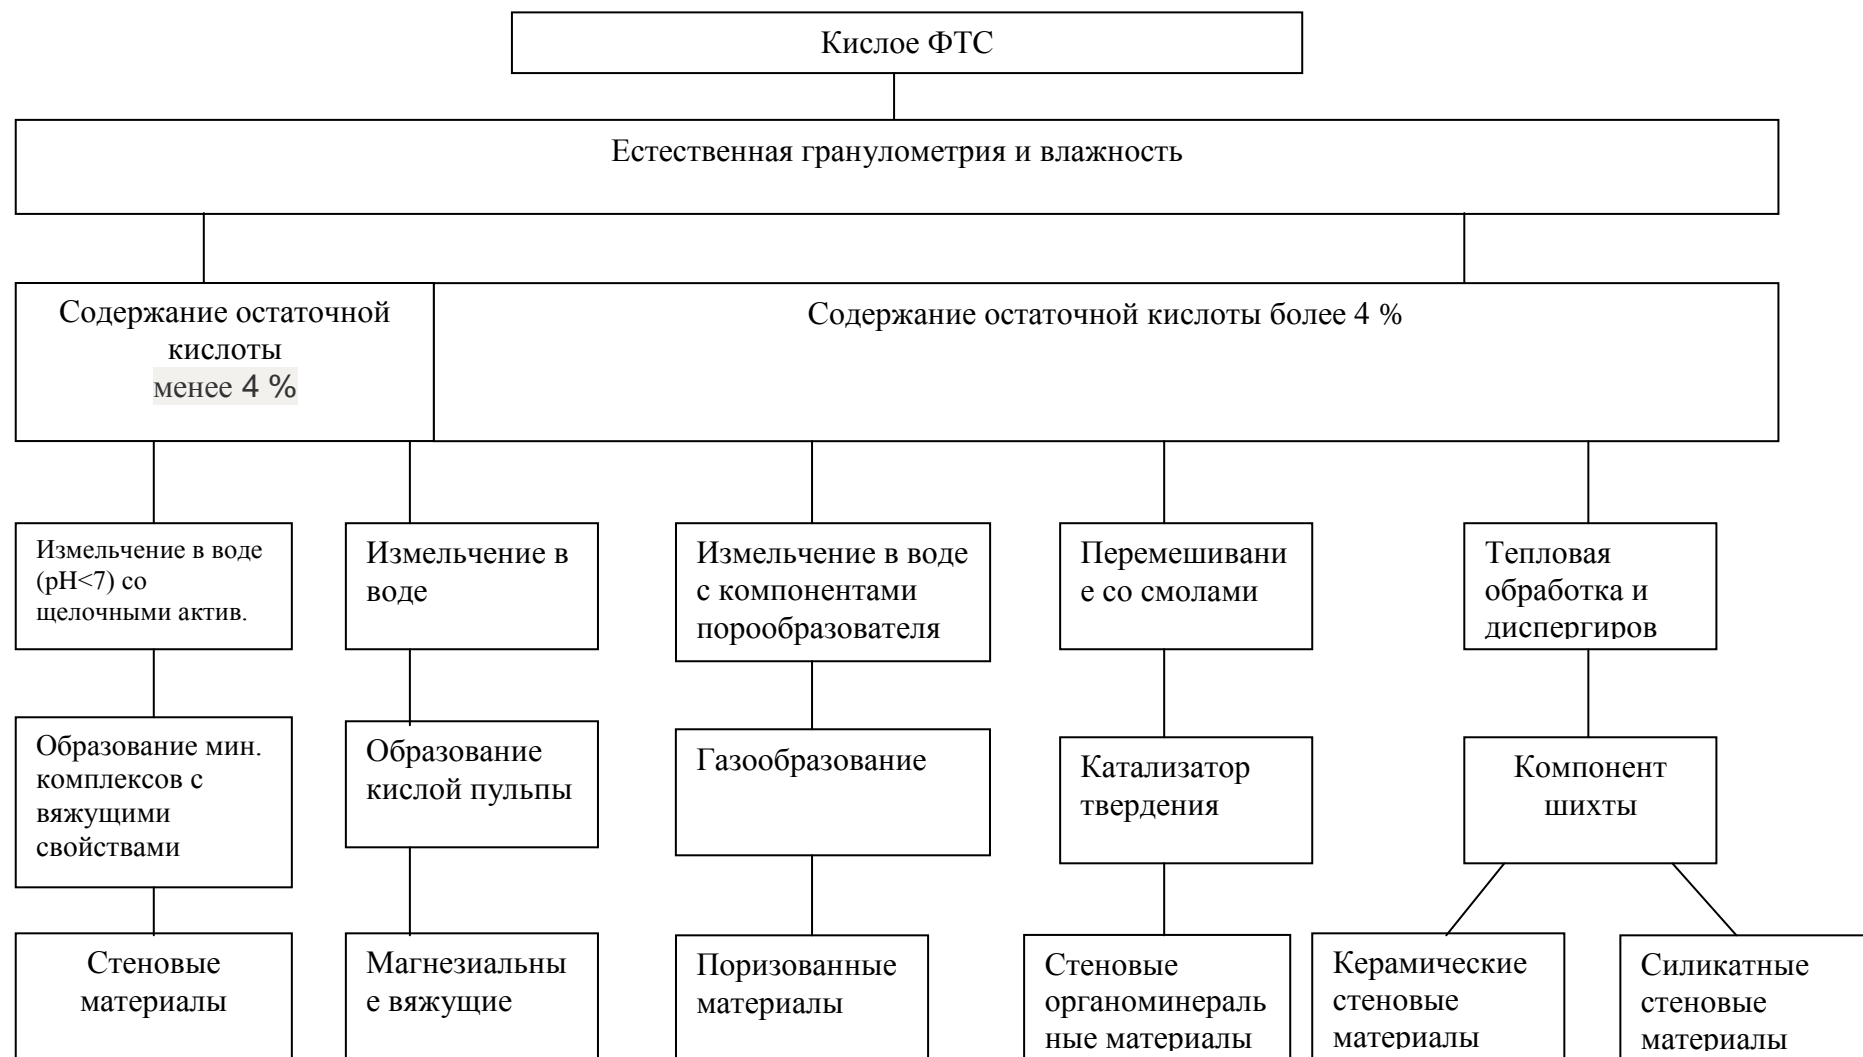 Кислое ФТС
Естественная гранулометрия и влажность
Содержание остаточной
кислоты
менее 4 %
Содержание остаточной кислоты более 4 %
Измельчение в воде
(pH<7) со
щелочными актив.
Измельчение в
воде
Измельчение в воде
с компонентами
порообразователя
Перемешивани
е со смолами
Тепловая
обработка и
диспергиров
Образование мин.
комплексов с
вяжущими
свойствами
Образование
кислой пульпы
Газообразование
Катализатор
твердения
Компонент
шихты
Стеновые
материалы
Магнезиальны
е вяжущие
Поризованные
материалы
Стеновые
органоминераль
ные материалы
Керамические
стеновые
материалы
Силикатные
стеновые
материалы